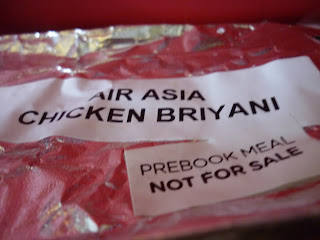 AIR ASIA
CHICKEN BRIYANI
PREBOOK MEAL
NOT FOR SALE